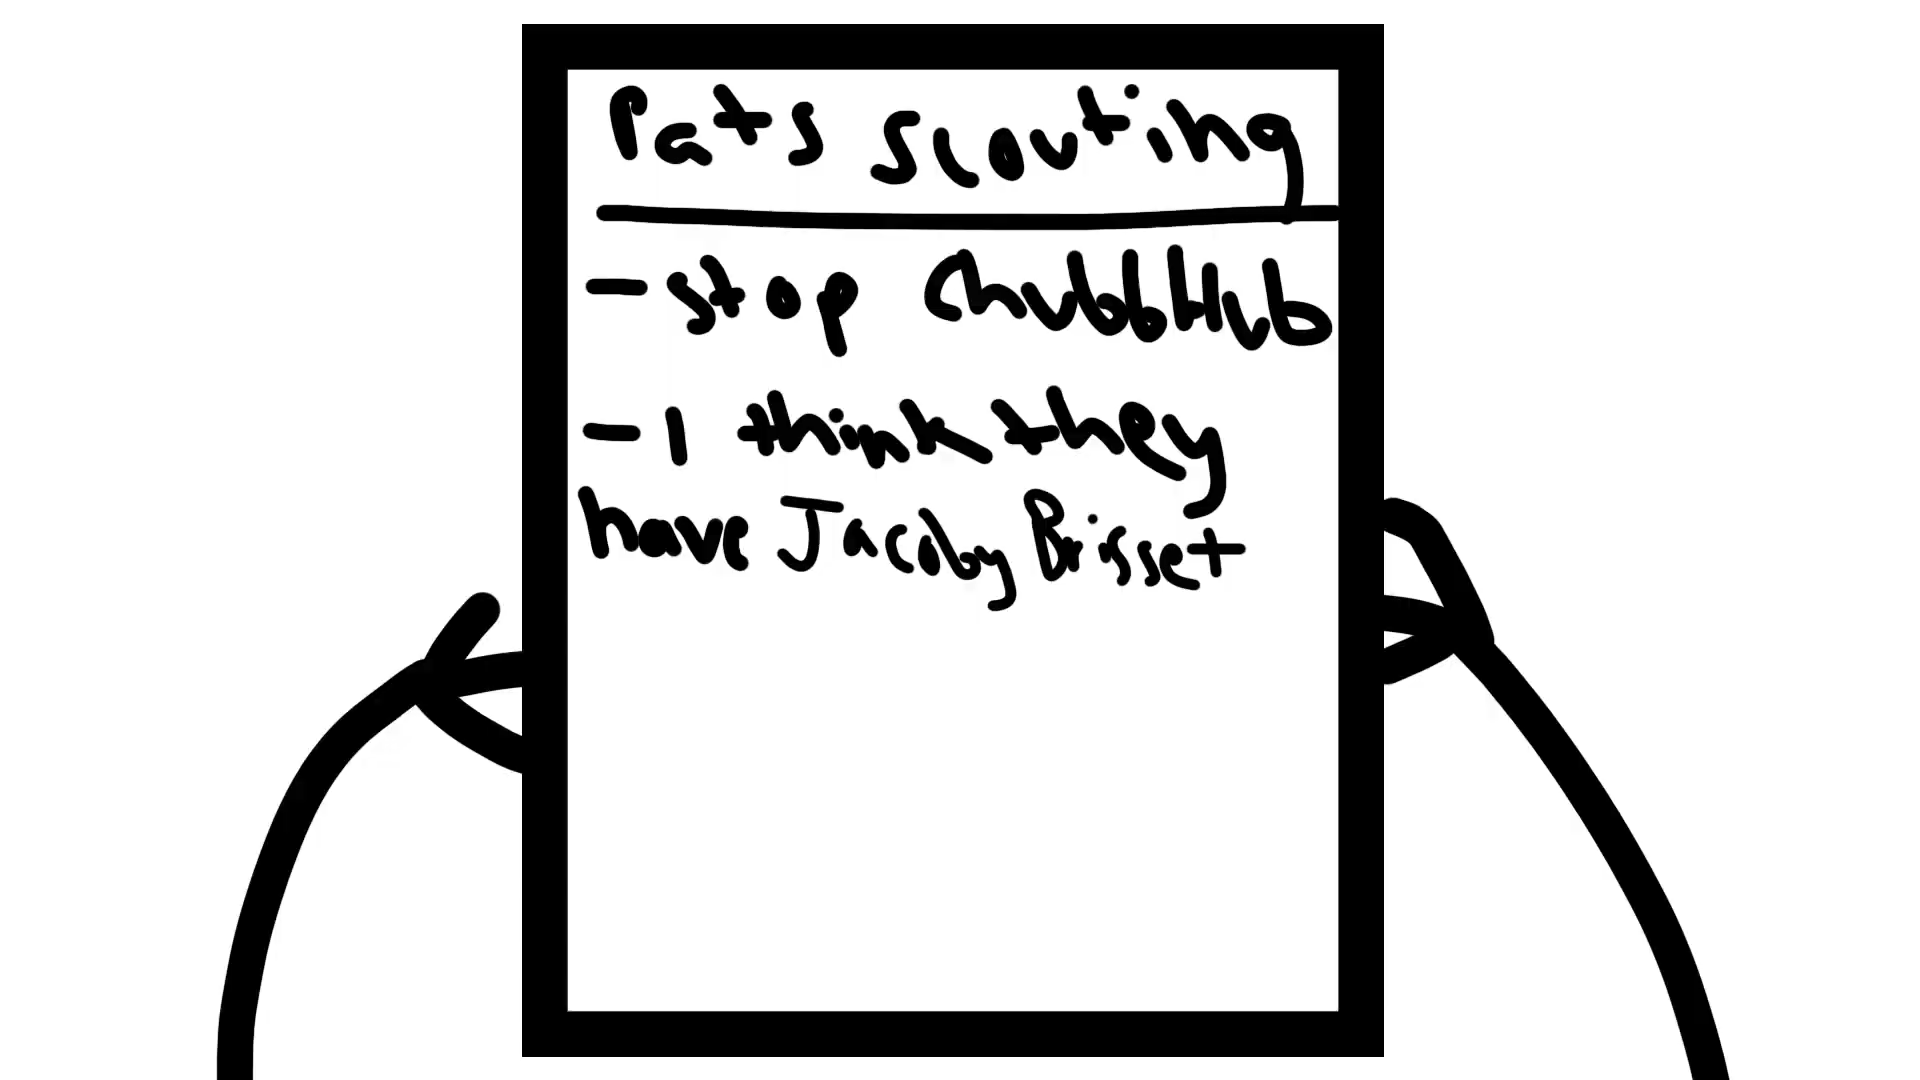 Pats scouting
- stop ChubbHub
- I think they
have Jacoby Brisset